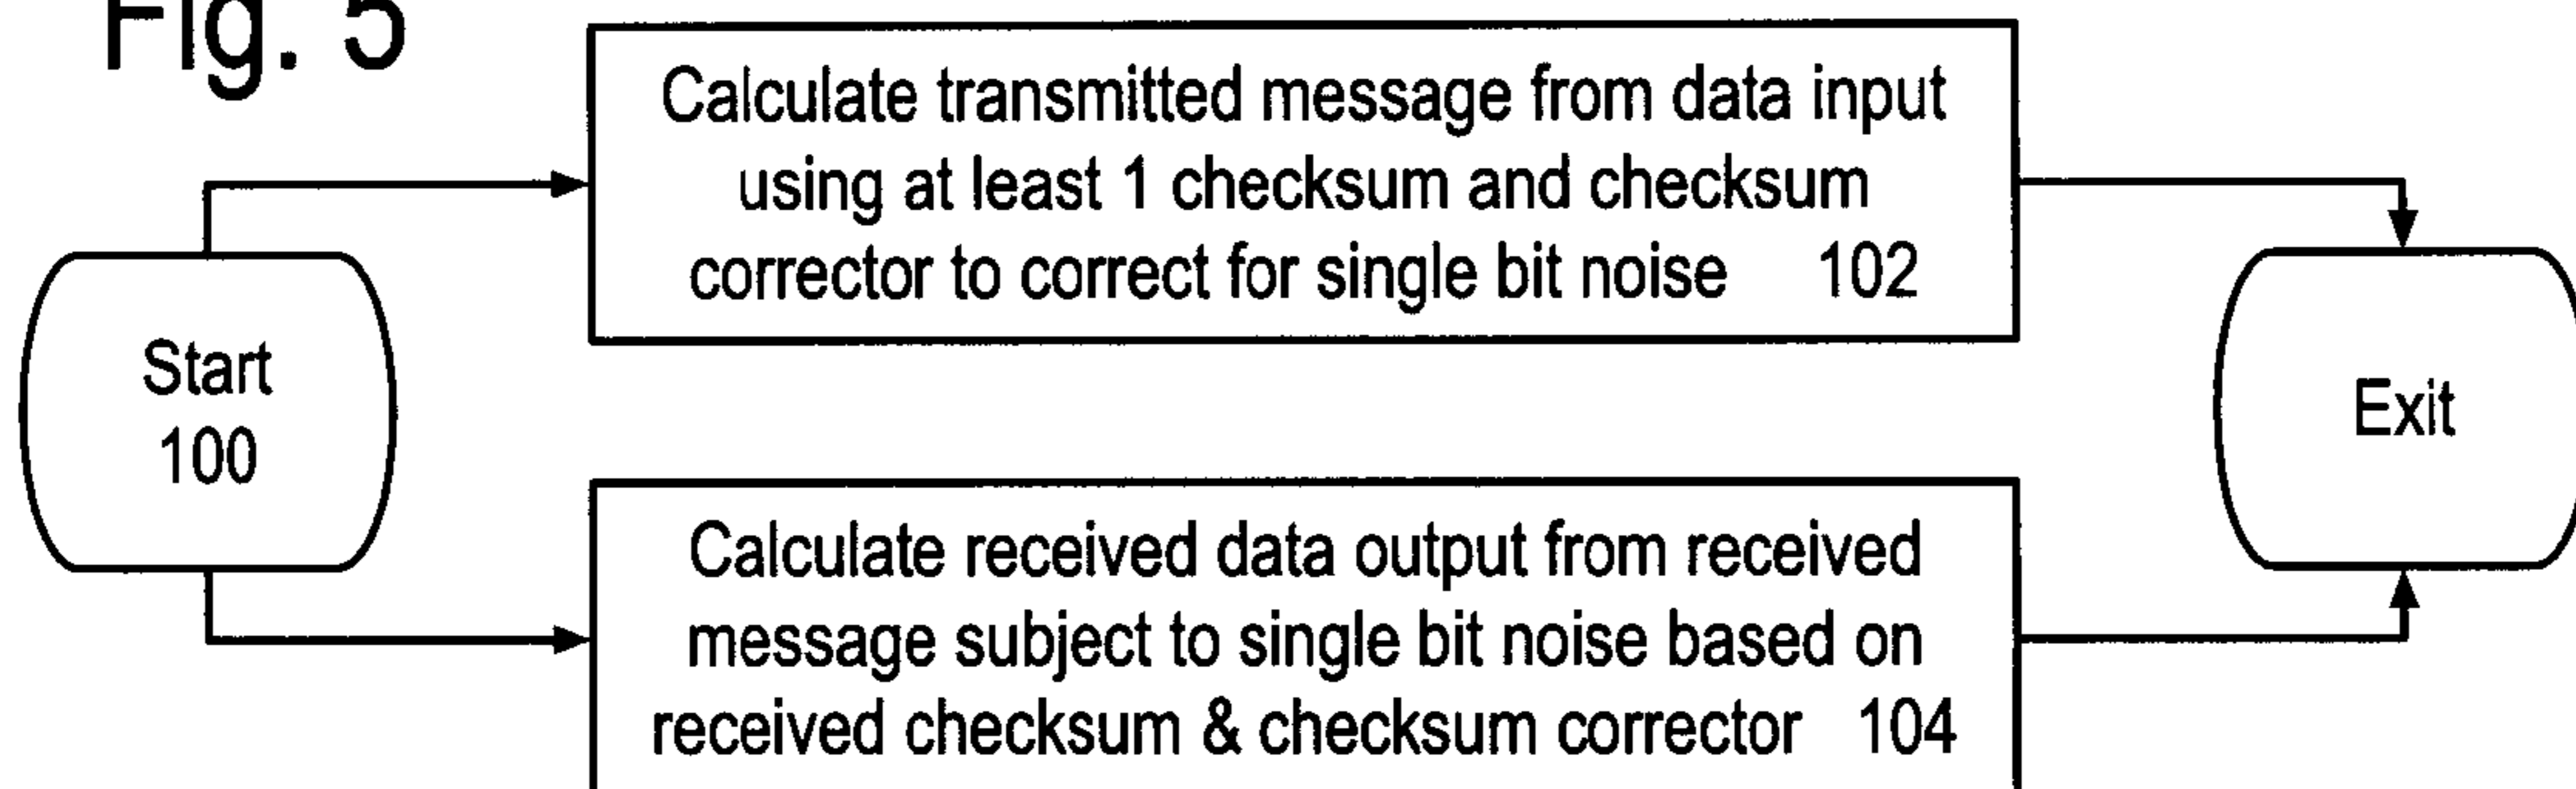 Fig. 5
Calculate transmitted message from data input
using at least 1 checksum and checksum
corrector to correct for single bit noise 102
Start
100
Exit
Calculate received data output from received
message subject to single bit noise based on
received checksum & checksum corrector 104